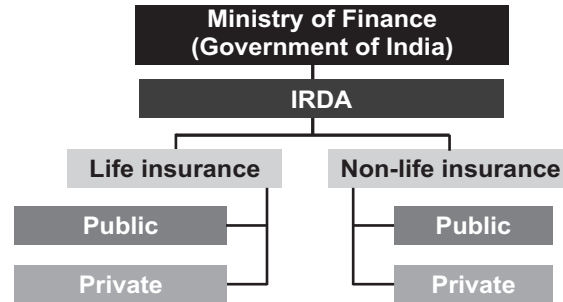 Ministry of Finance
(Government of India)
IRDA
Life insurance
Non-life insurance
Public
Public
Private
Private